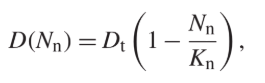 D(Nₙ) = Dₜ (1 − Nₙ/Kₙ),